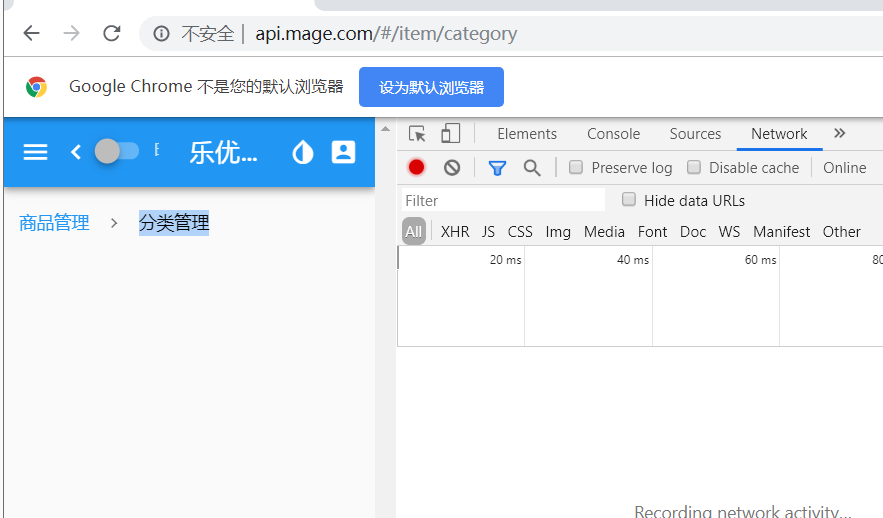 不安全 | api.mage.com/#/item/category
Google Chrome 不是您的默认浏览器 设为默认浏览器
乐优...
商品管理 > 分类管理
Elements Console Sources Network »
Preserve log Disable cache Online
Filter Hide data URLs
All XHR JS CSS Img Media Font Doc WS Manifest Other
20 ms 40 ms 60 ms 80
Recording network activity...